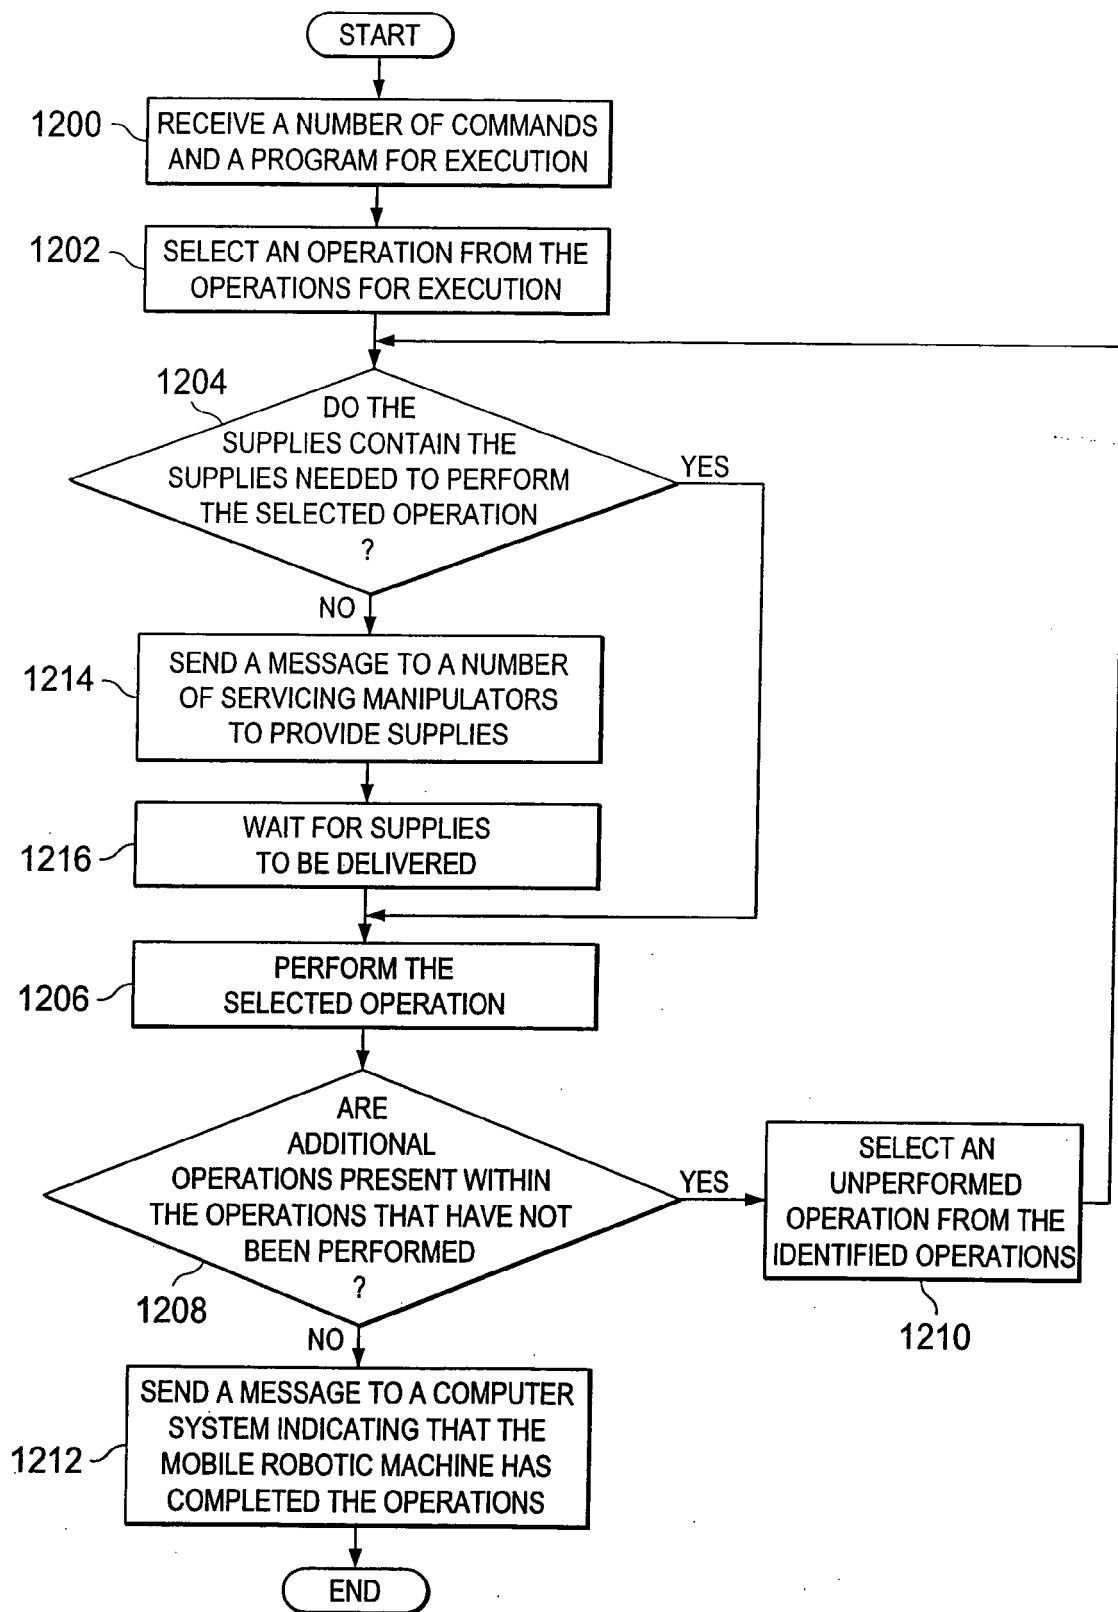 START
1200
RECEIVE A NUMBER OF COMMANDS
AND A PROGRAM FOR EXECUTION
1202
SELECT AN OPERATION FROM THE
OPERATIONS FOR EXECUTION
1204
DO THE
SUPPLIES CONTAIN THE
SUPPLIES NEEDED TO PERFORM
THE SELECTED OPERATION
?
YES
NO
1214
SEND A MESSAGE TO A NUMBER
OF SERVICING MANIPULATORS
TO PROVIDE SUPPLIES
1216
WAIT FOR SUPPLIES
TO BE DELIVERED
1206
PERFORM THE
SELECTED OPERATION
ARE
ADDITIONAL
OPERATIONS PRESENT WITHIN
THE OPERATIONS THAT HAVE NOT
BEEN PERFORMED
?
1208
YES
SELECT AN
UNPERFORMED
OPERATION FROM THE
IDENTIFIED OPERATIONS
1210
NO
1212
SEND A MESSAGE TO A COMPUTER
SYSTEM INDICATING THAT THE
MOBILE ROBOTIC MACHINE HAS
COMPLETED THE OPERATIONS
END